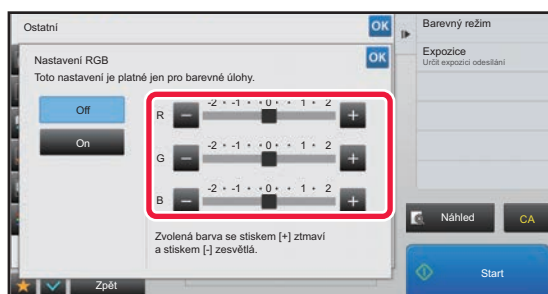 Ostatní
OK
Barevný režim
Nastavení RGB
OK
Expozice
Určit expozici odesílání
Toto nastavení je platné jen pro barevné úlohy.
Off
On
-2 • -1 • • 0 • • 1 • 2
R − +
-2 • -1 • • 0 • • 1 • 2
G − +
-2 • -1 • • 0 • • 1 • 2
B − +
Zvolená barva se stiskem [+] ztmaví
a stiskem [-] zesvětlá.
Náhled
CA
Zpět
Start